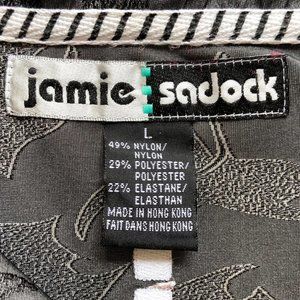 jamie sadock
L
49% NYLON/
NYLON
29% POLYESTER/
POLYESTER
22% ELASTANE/
ELASTHAN
MADE IN HONG KONG
FAIT DANS HONG KONG